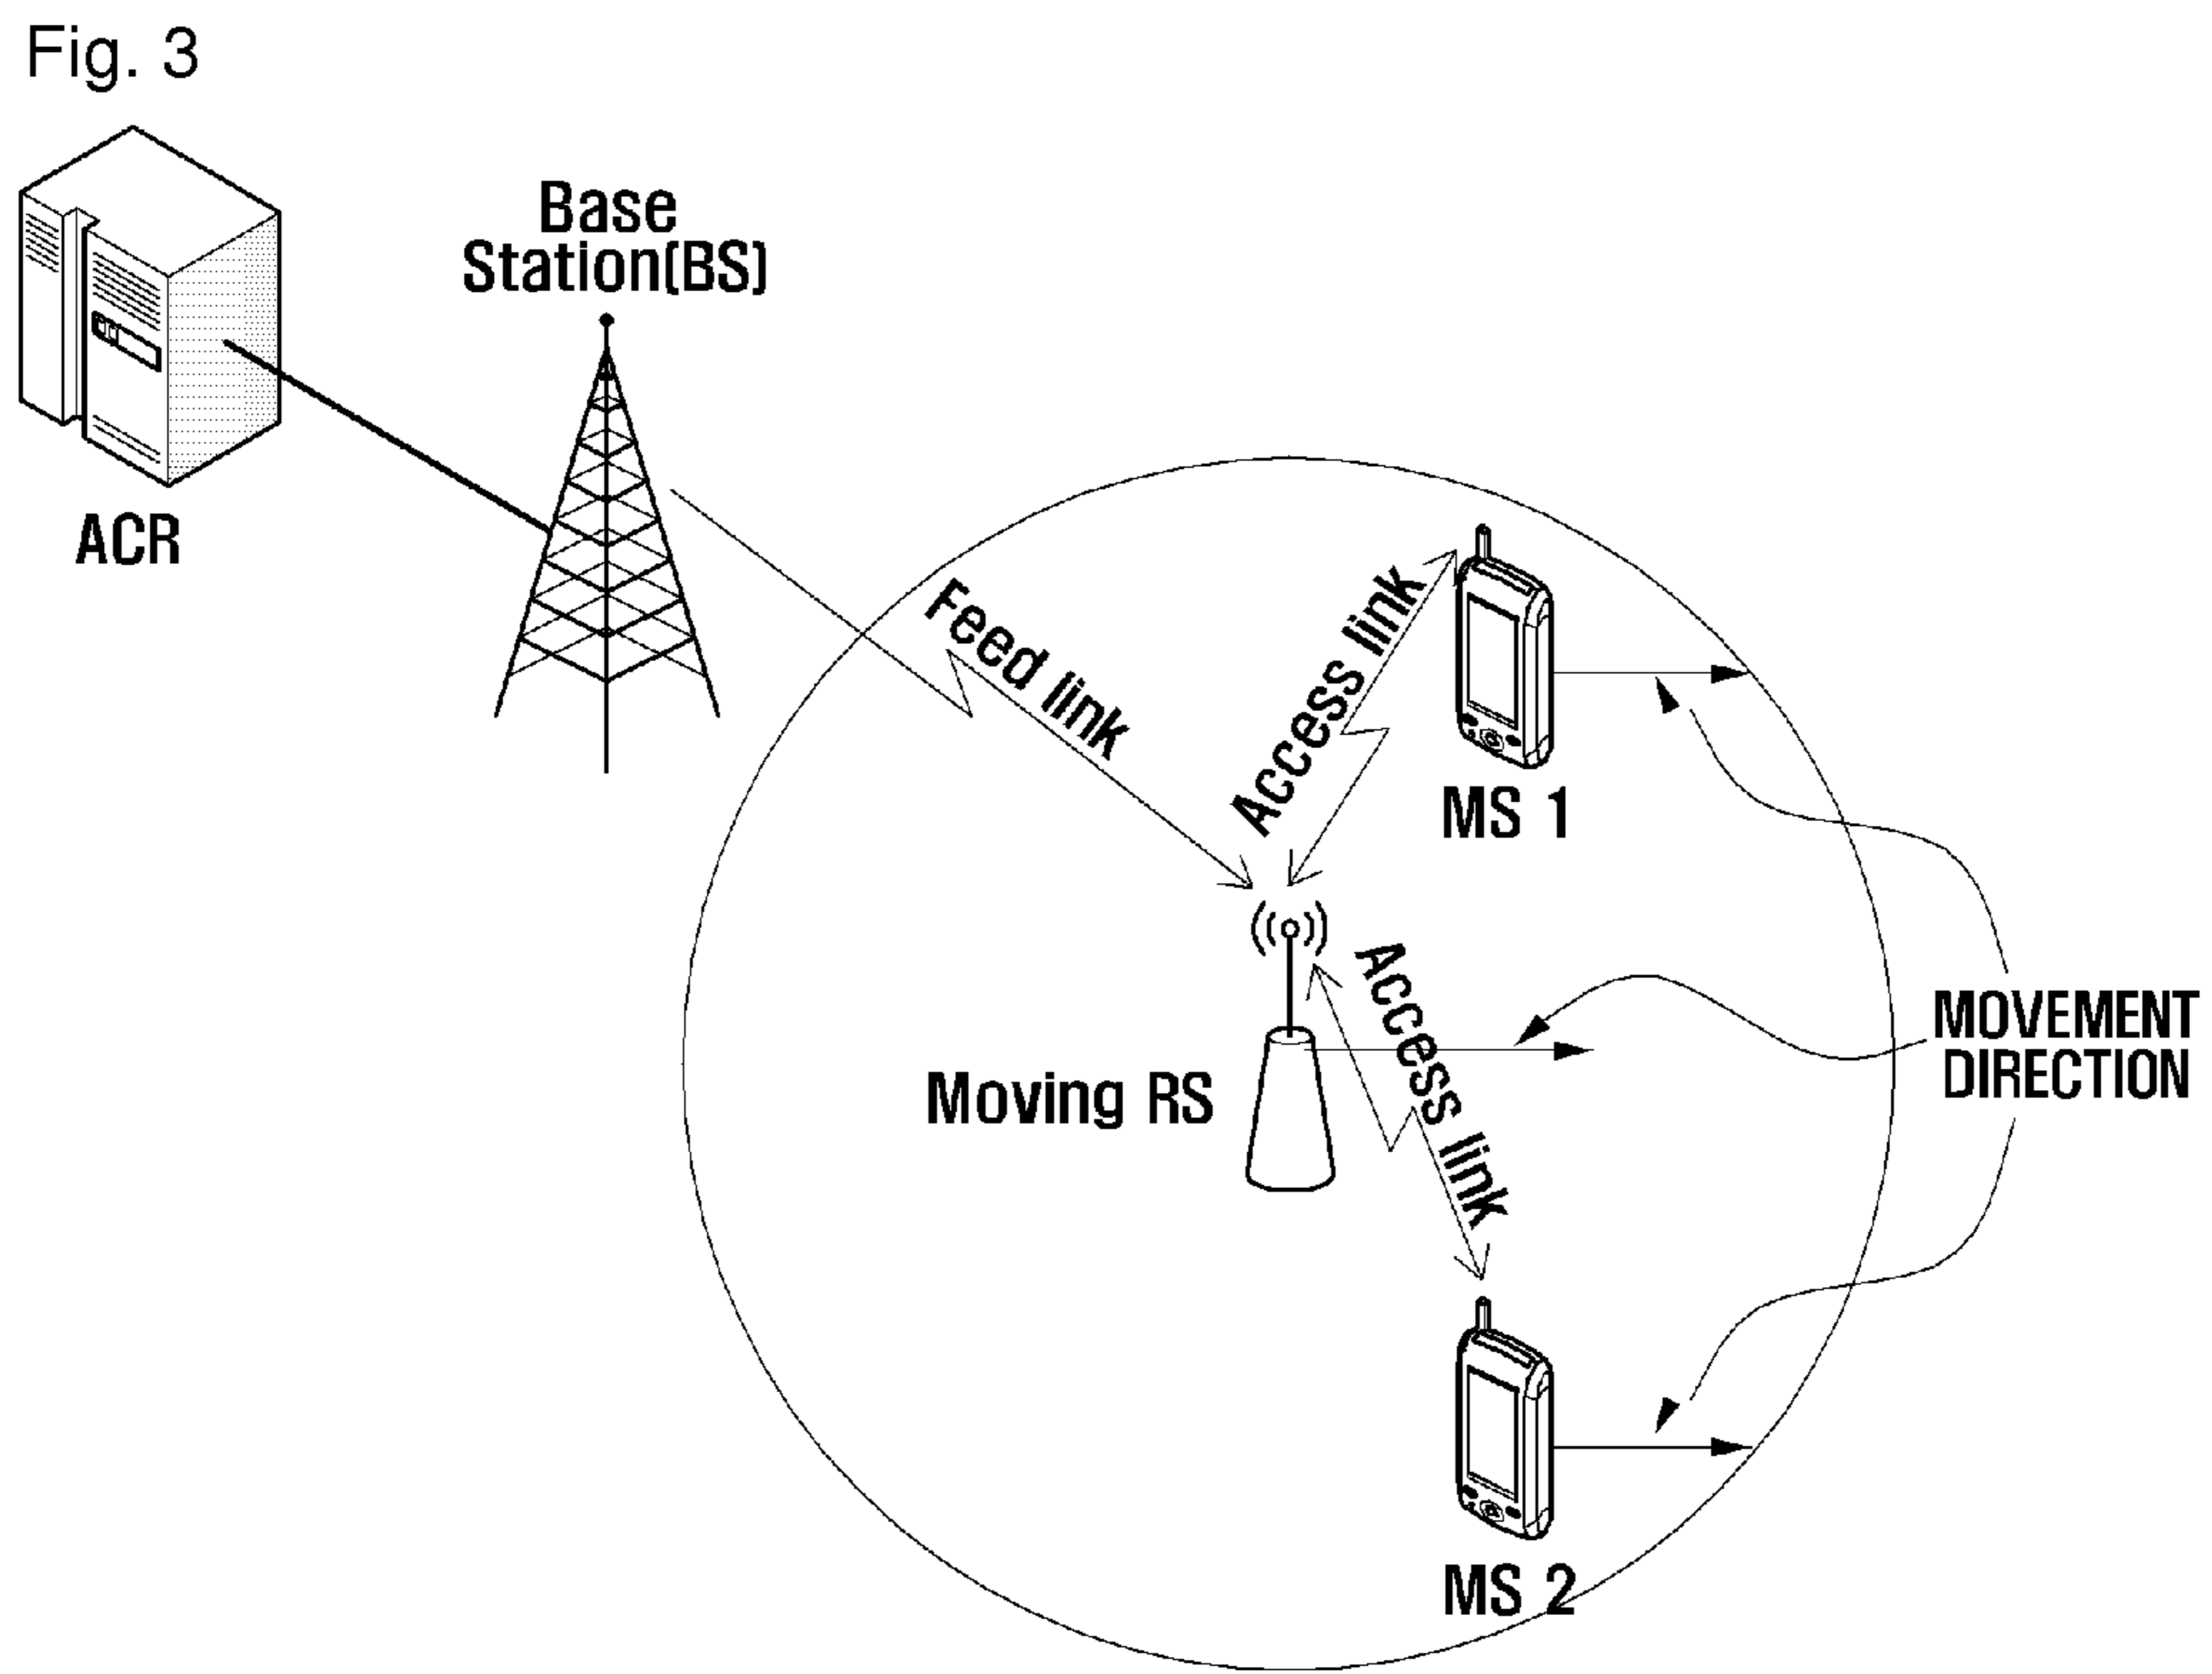 Fig. 3
Base
Station(BS)
ACR
Feed link
Access link
MS 1
Moving RS
Access link
MOVEMENT
DIRECTION
MS 2